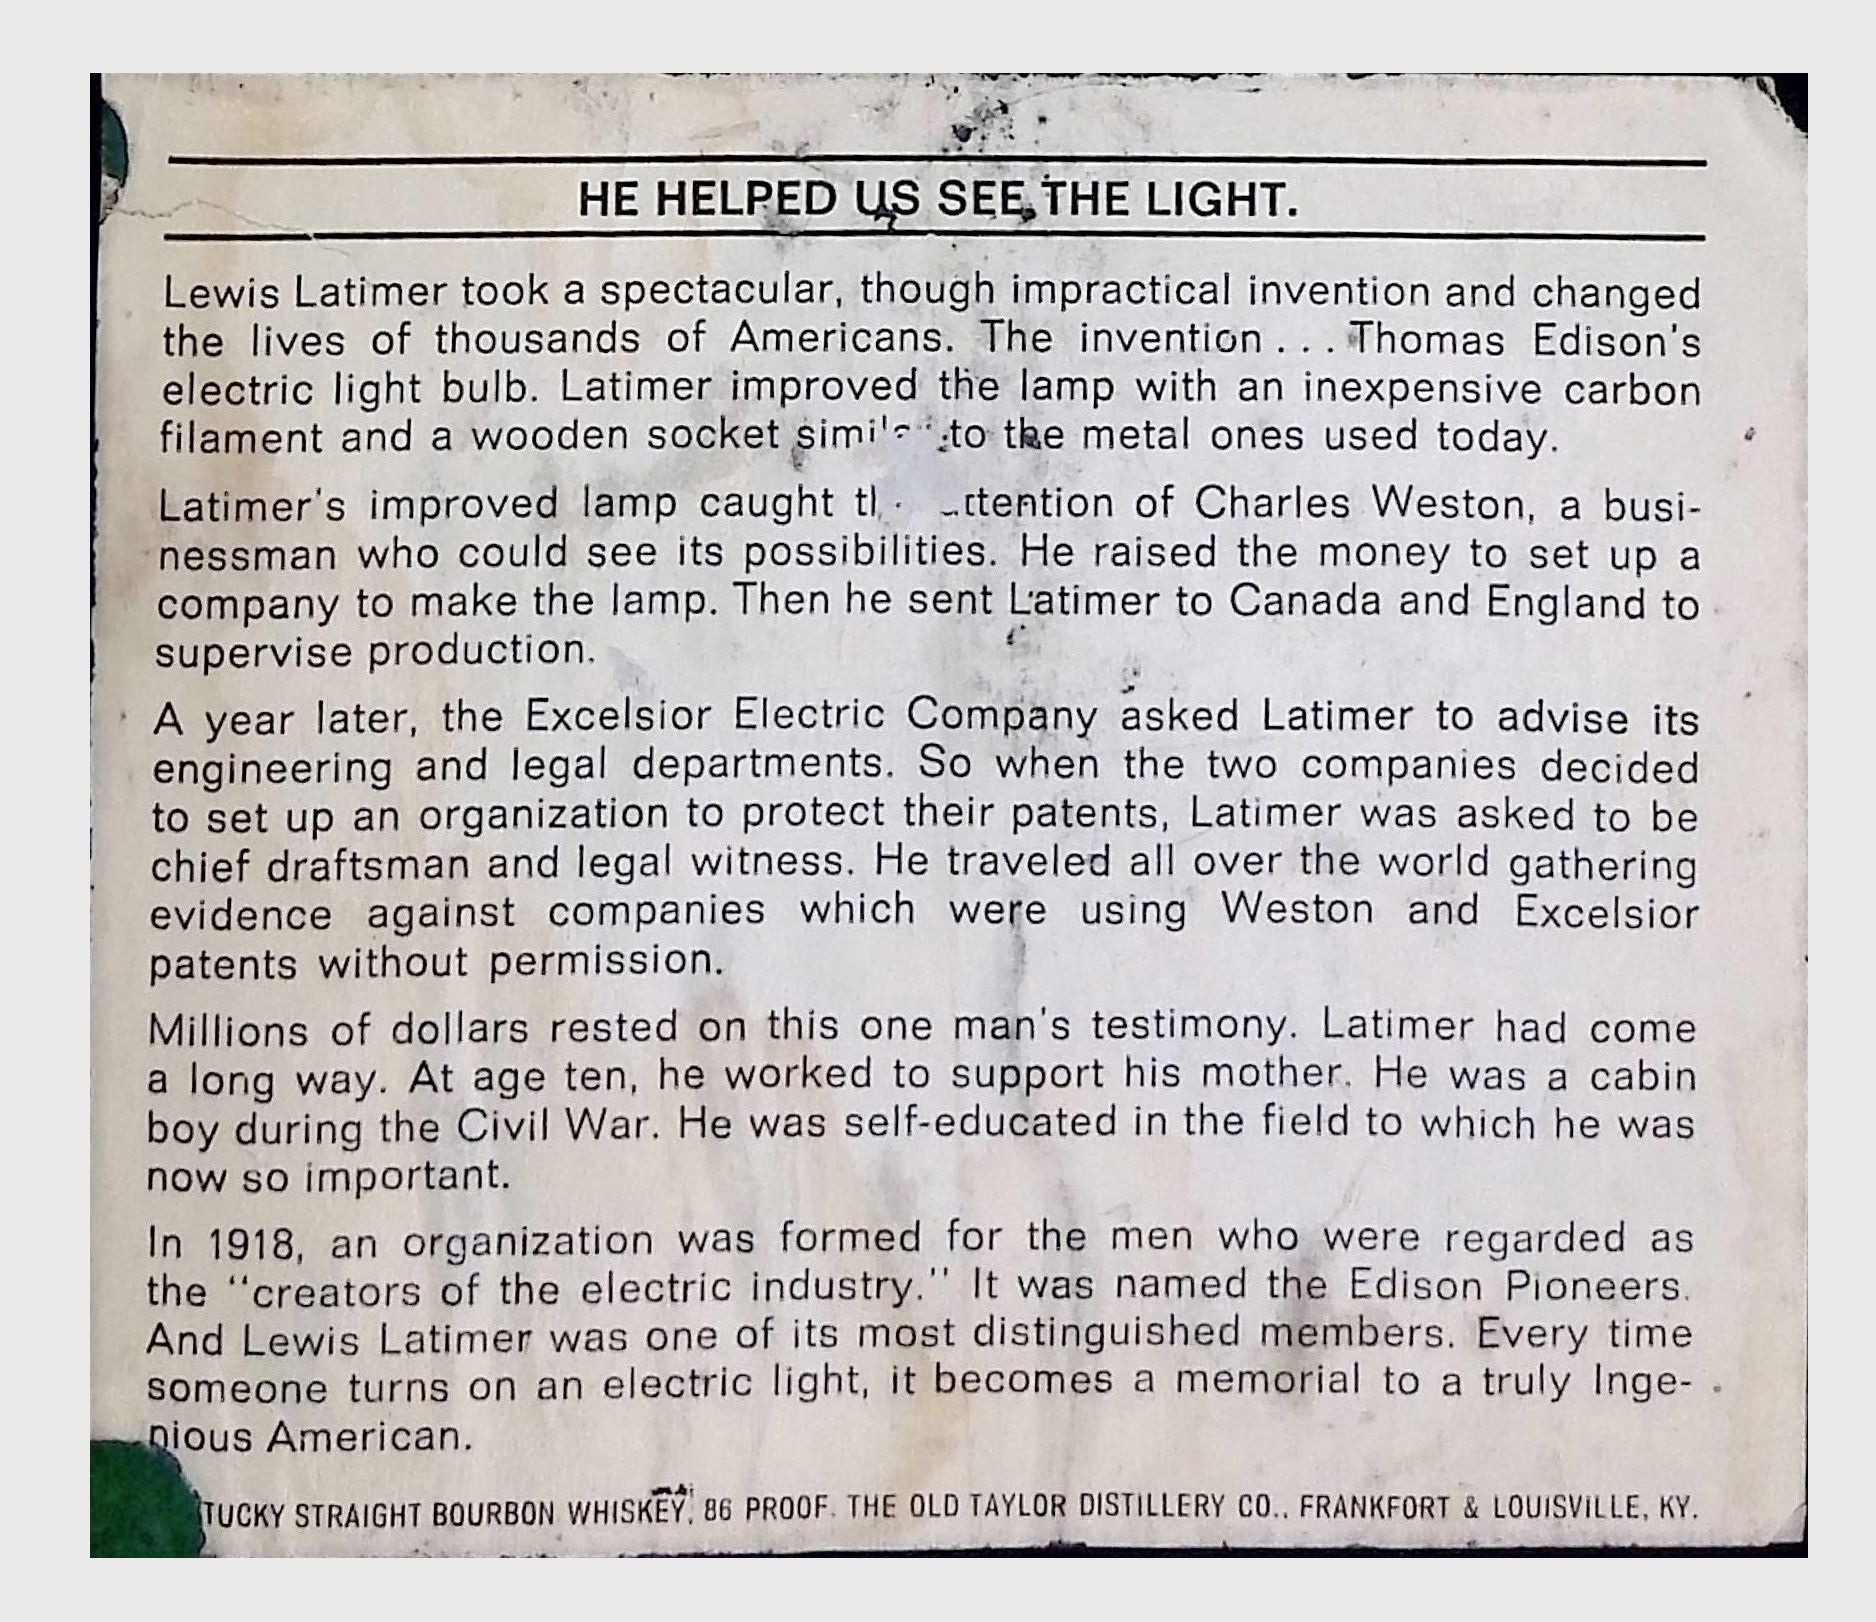 HE HELPED US SEE THE LIGHT.
Lewis Latimer took a spectacular, though impractical invention and changed
the lives of thousands of Americans. The invention . . . Thomas Edison's
electric light bulb. Latimer improved the lamp with an inexpensive carbon
filament and a wooden socket to the metal ones used today.
Latimer's improved lamp caught of Charles Weston, a busi-
nessman who could see its possibilities. He raised the money to set up a
company to make the lamp. Then he sent Latimer to Canada and England to
supervise production.
A year later, the Excelsior Electric Company asked Latimer to advise its
engineering and legal departments. So when the two companies decided
to set up an organization to protect their patents, Latimer was asked to be
chief draftsman and legal witness. He traveled all over the world gathering
evidence against companies which were using Weston and Excelsior
patents without permission.
Millions of dollars rested on this one man's testimony. Latimer had come
a long way. At age ten, he worked to support his mother. He was a cabin
boy during the Civil War. He was self-educated in the field to which he was
now so important.
In 1918, an organization was formed for the men who were regarded as
the "creators of the electric industry." It was named the Edison Pioneers.
And Lewis Latimer was one of its most distinguished members. Every time
someone turns on an electric light, it becomes a memorial to a truly Inge-
nious American.
TUCKY STRAIGHT BOURBON WHISKEY. 86 PROOF. THE OLD TAYLOR DISTILLERY CO., FRANKFORT & LOUISVILLE, KY.